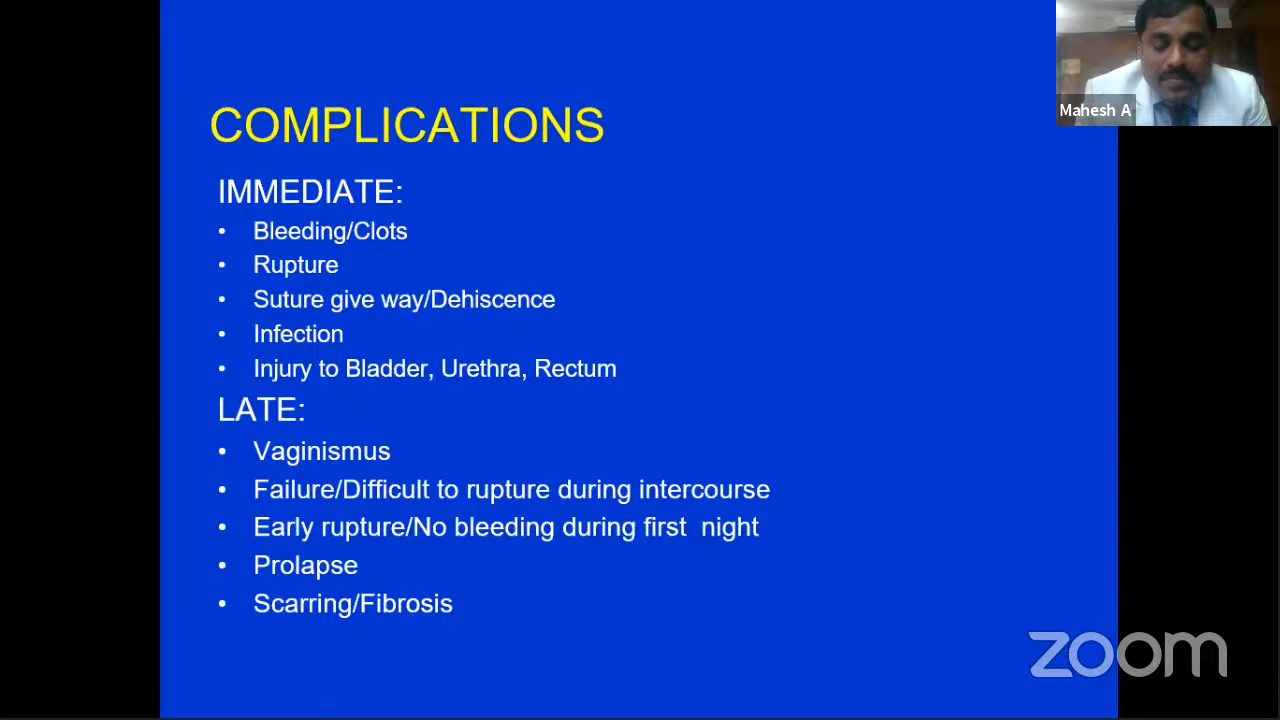 COMPLICATIONS
Mahesh A
IMMEDIATE:
• Bleeding/Clots
• Rupture
• Suture give way/Dehiscence
• Infection
• Injury to Bladder, Urethra, Rectum
LATE:
• Vaginismus
• Failure/Difficult to rupture during intercourse
• Early rupture/No bleeding during first  night
• Prolapse
• Scarring/Fibrosis
zoom